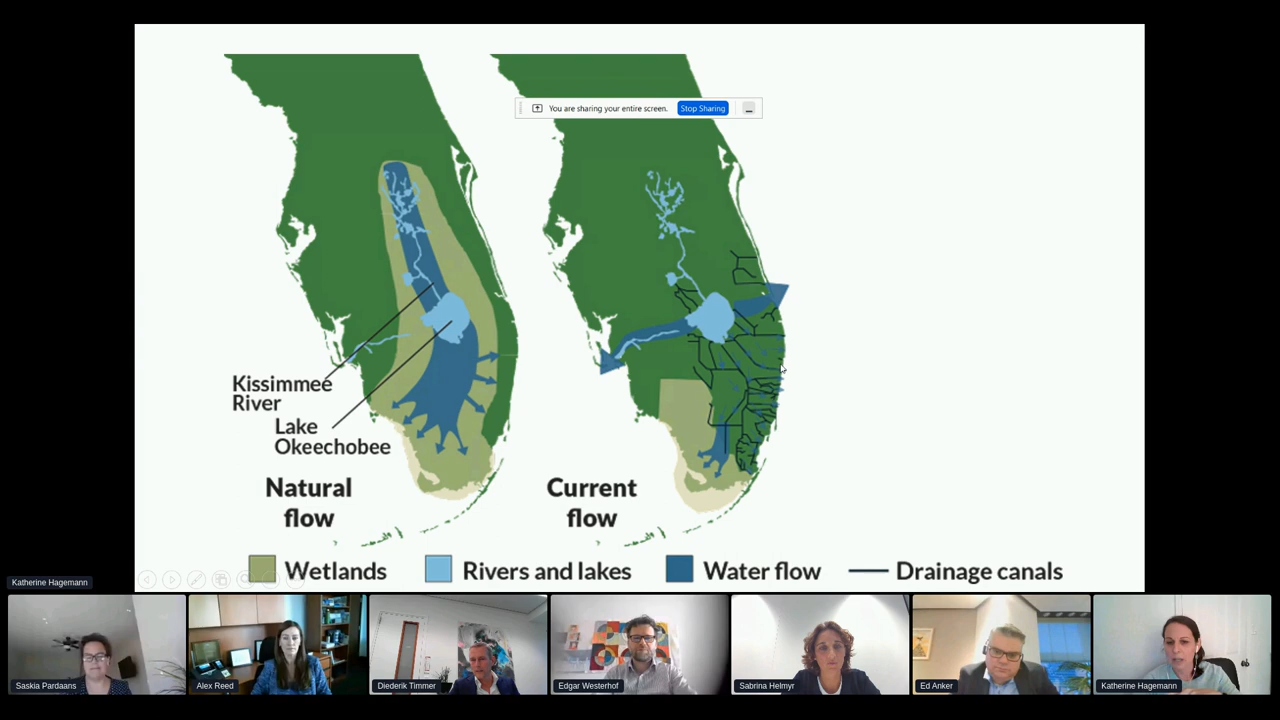 You are sharing your entire screen.
Stop Sharing
Kissimmee
River
Lake
Okeechobee
Natural
flow
Current
flow
Wetlands
Rivers and lakes
Water flow
Drainage canals
Katherine Hagemann
Saskia Pardaans
Alex Reed
Diederik Timmer
Edgar Westerhof
Sabrina Helmyr
Ed Anker
Katherine Hagemann